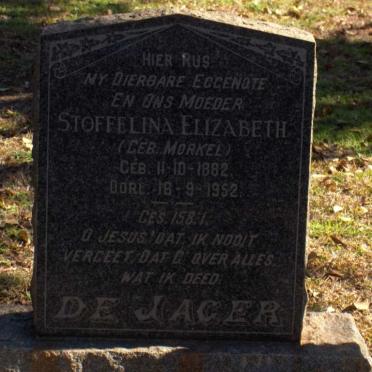 HIER RUS
MY DIERBARE EGGENOTE
EN ONS MOEDER
STOFFELINA ELIZABETH
(GEB. MORKEL)
GEB. 11-10-1882
OORL. 18-9-1952.
GES. 158:1.
O JESUS DAT IK NOOIT
VERGEET, DAT G' OVER ALLES
WAT IK DEED.
DE JAGER